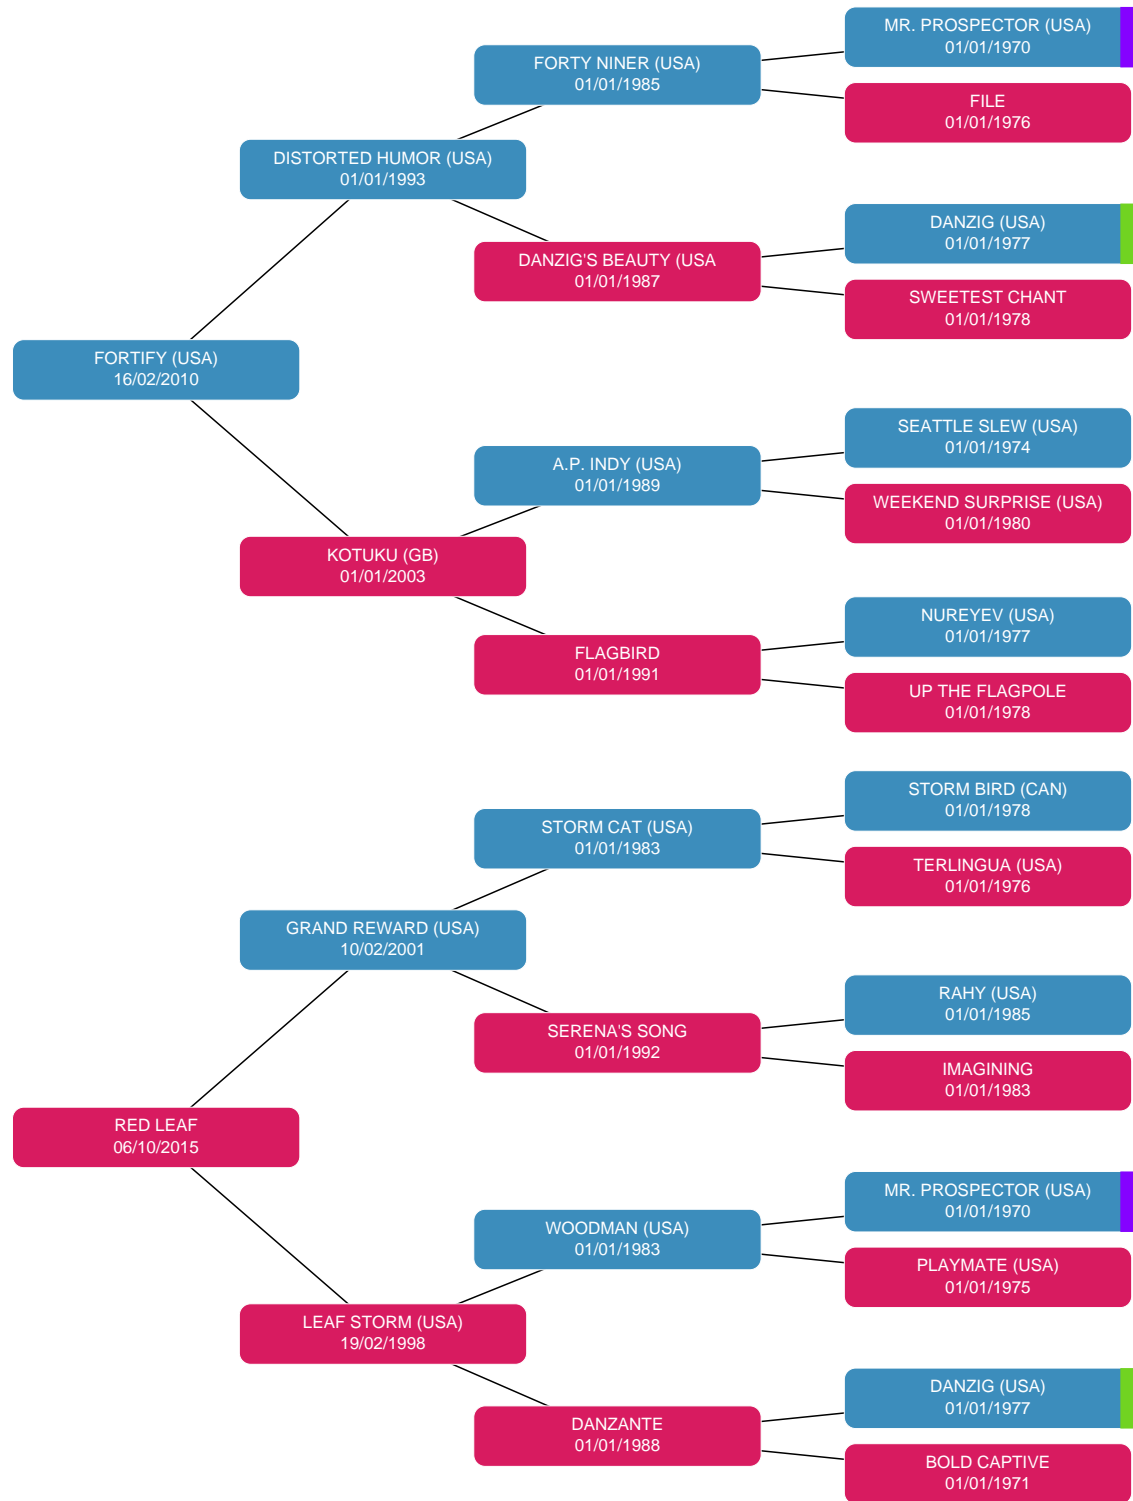 MR. PROSPECTOR (USA)
01/01/1970
FORTY NINER (USA)
01/01/1985
FILE
01/01/1976
DISTORTED HUMOR (USA)
01/01/1993
DANZIG (USA)
01/01/1977
DANZIG'S BEAUTY (USA
01/01/1987
SWEETEST CHANT
01/01/1978
FORTIFY (USA)
16/02/2010
SEATTLE SLEW (USA)
01/01/1974
A.P. INDY (USA)
01/01/1989
WEEKEND SURPRISE (USA)
01/01/1980
KOTUKU (GB)
01/01/2003
NUREYEV (USA)
01/01/1977
FLAGBIRD
01/01/1991
UP THE FLAGPOLE
01/01/1978
STORM BIRD (CAN)
01/01/1978
STORM CAT (USA)
01/01/1983
TERLINGUA (USA)
01/01/1976
GRAND REWARD (USA)
10/02/2001
RAHY (USA)
01/01/1985
SERENA'S SONG
01/01/1992
IMAGINING
01/01/1983
RED LEAF
06/10/2015
MR. PROSPECTOR (USA)
01/01/1970
WOODMAN (USA)
01/01/1983
PLAYMATE (USA)
01/01/1975
LEAF STORM (USA)
19/02/1998
DANZIG (USA)
01/01/1977
DANZANTE
01/01/1988
BOLD CAPTIVE
01/01/1971